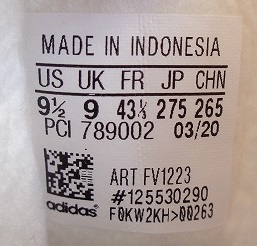 MADE IN INDONESIA
US UK FR JP CHN
9½ 9 43⅓ 275 265
PCI 789002 03/20
ART FV1223
#125530290
adidas® F0KW2KH>00263